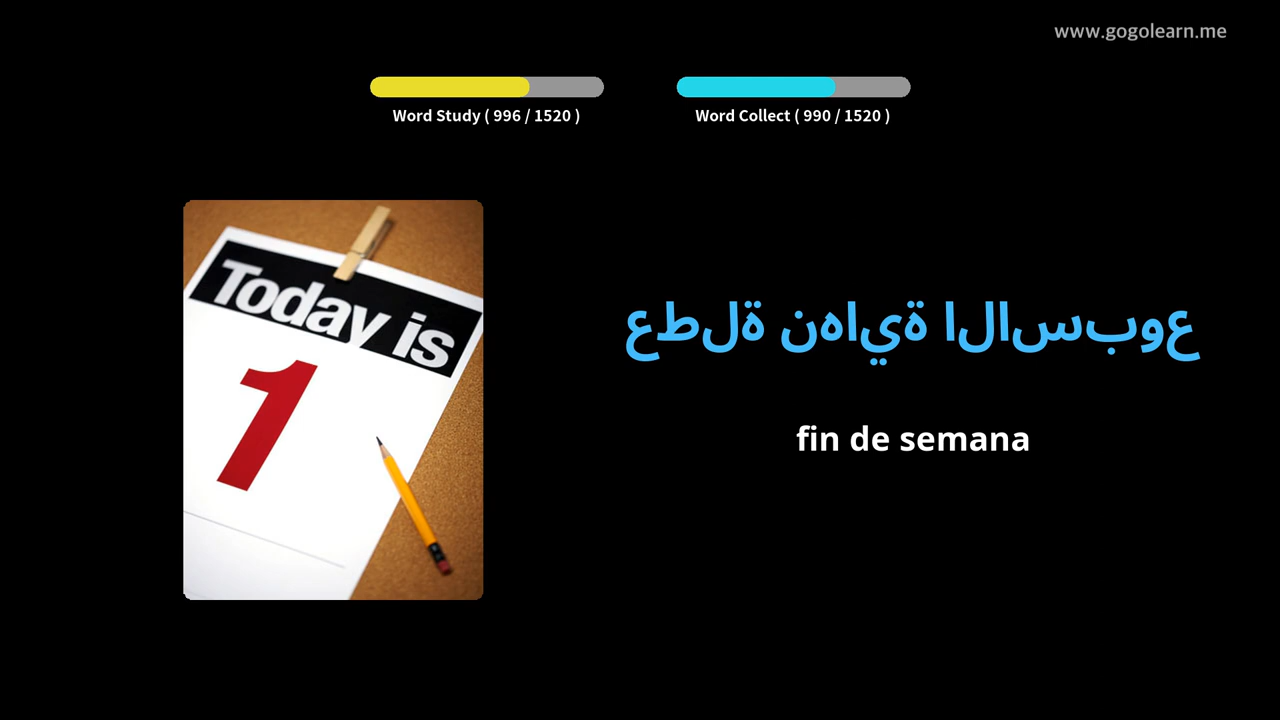 www.gogolearn.me
Word Study ( 996 / 1520 )
Word Collect ( 990 / 1520 )
Today is
1
عطلة نهاية الاسبوع
fin de semana